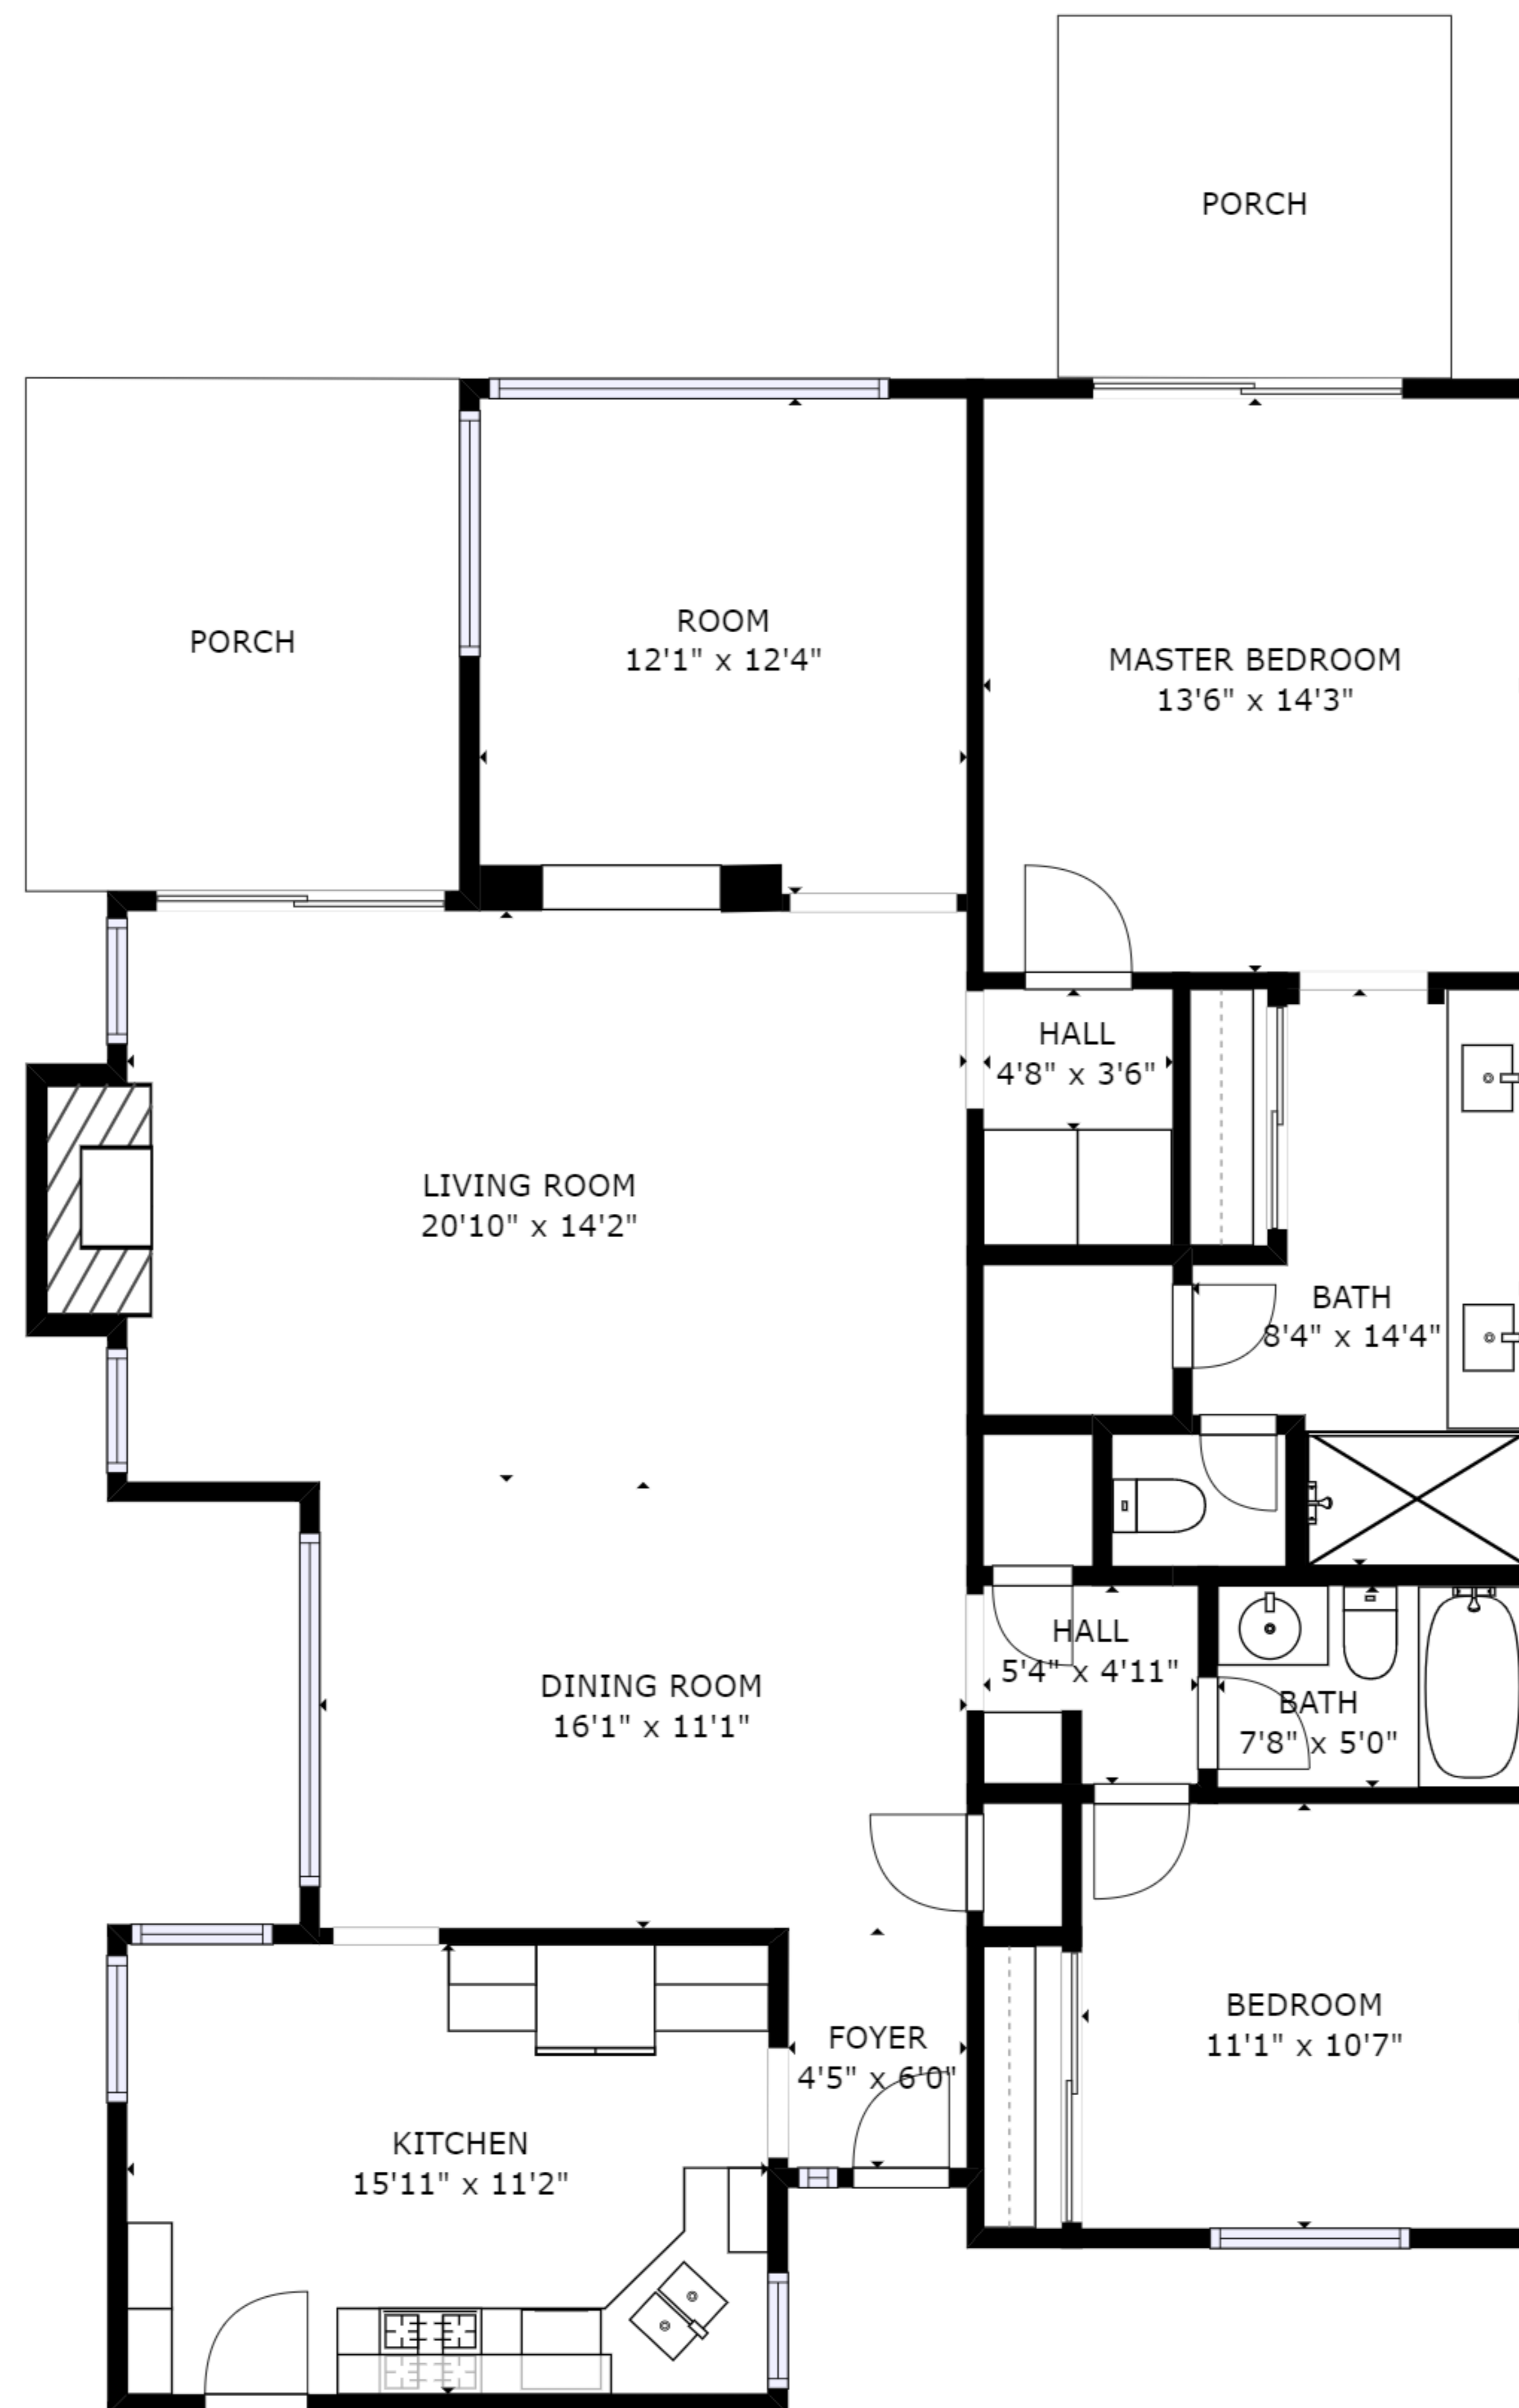 PORCH
PORCH
ROOM
12'1" x 12'4"
MASTER BEDROOM
13'6" x 14'3"
HALL
4'8" x 3'6"
LIVING ROOM
20'10" x 14'2"
BATH
8'4" x 14'4"
HALL
5'4" x 4'11"
DINING ROOM
16'1" x 11'1"
BATH
7'8" x 5'0"
BEDROOM
11'1" x 10'7"
FOYER
4'5" x 6'0"
KITCHEN
15'11" x 11'2"